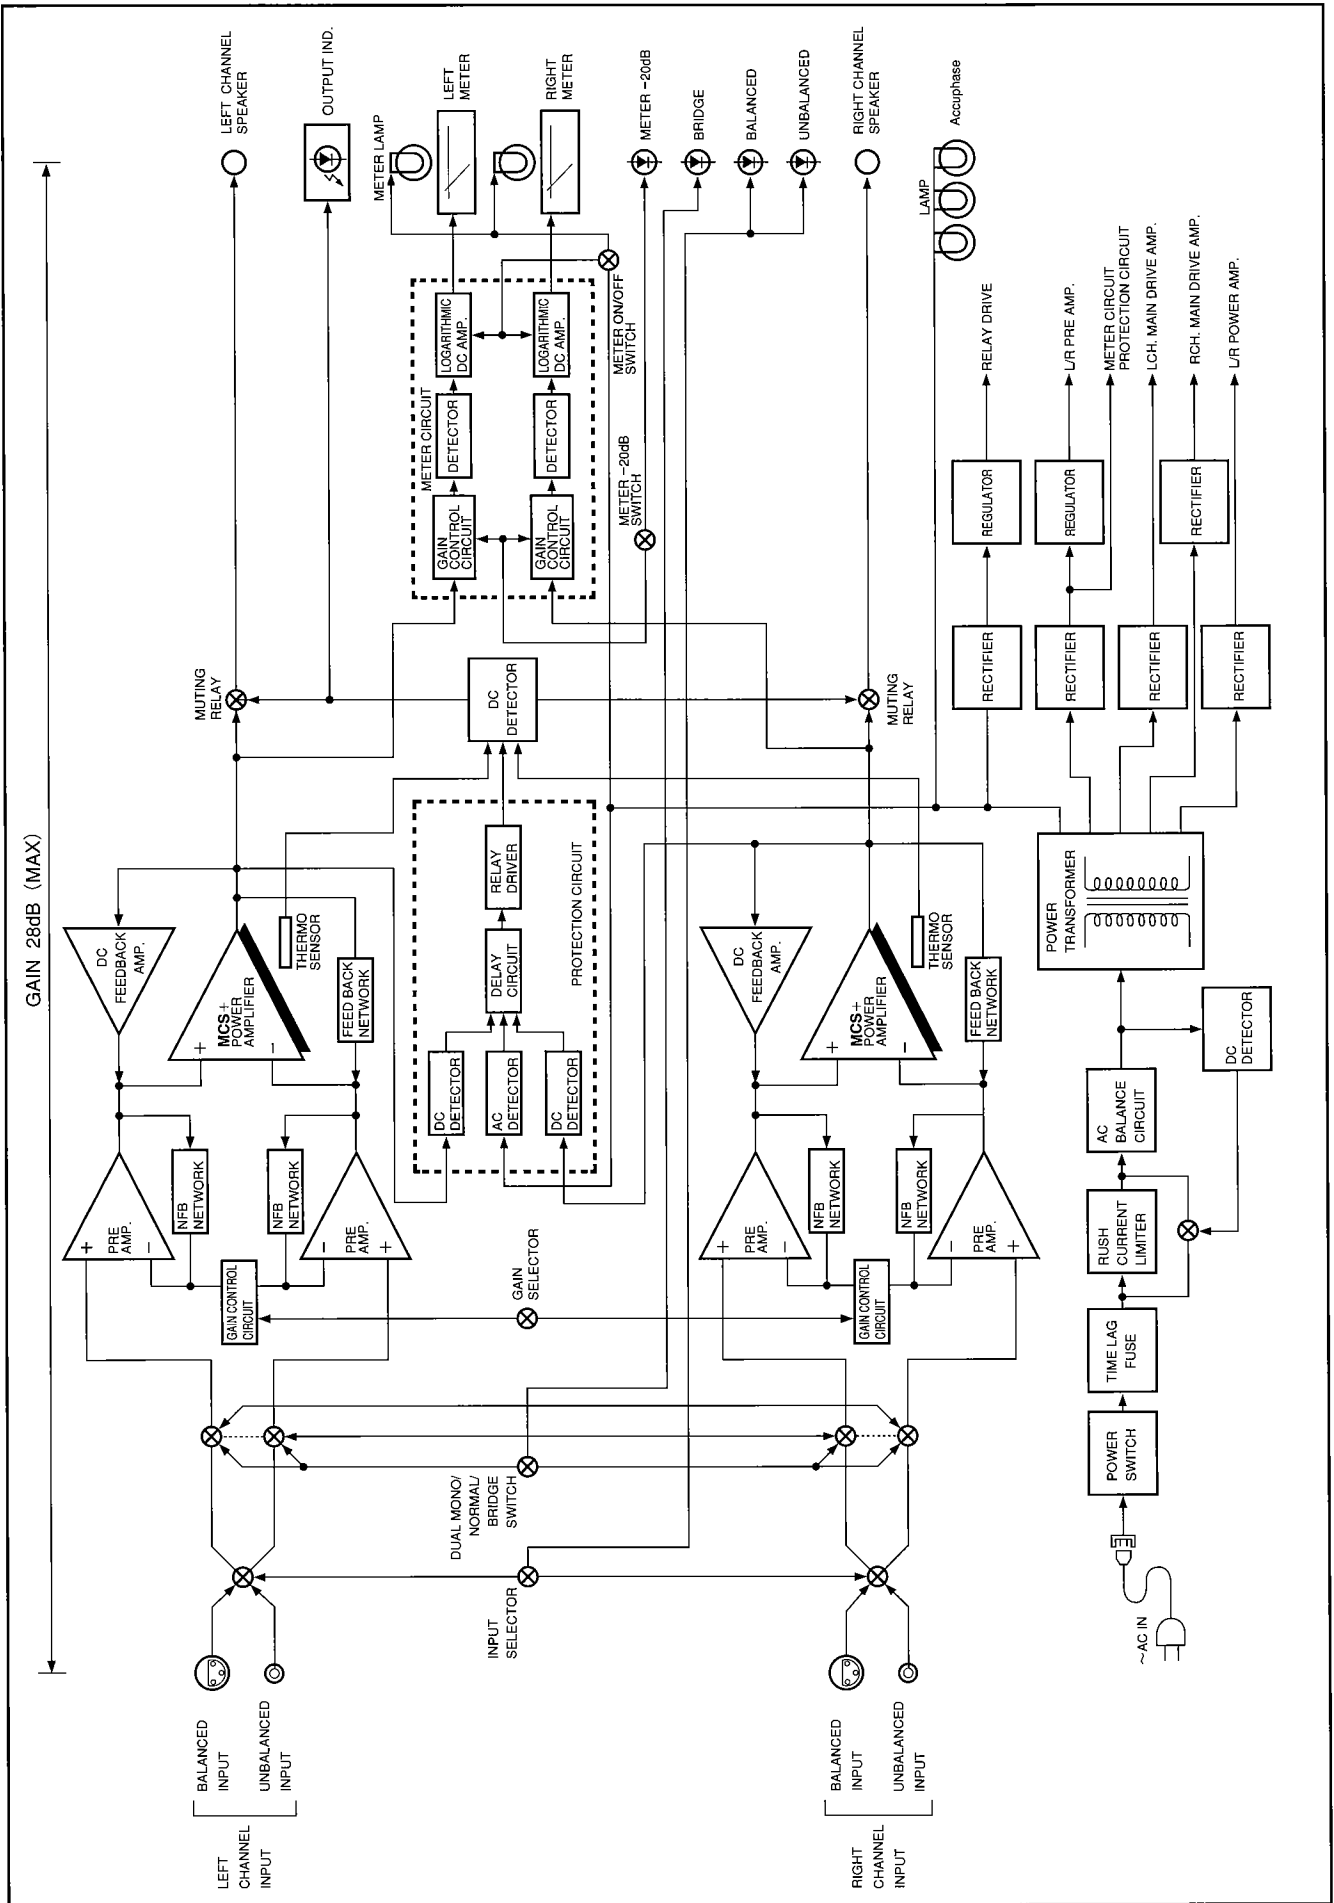 GAIN 28dB (MAX)
LEFT CHANNEL
INPUT
BALANCED
INPUT
UNBALANCED
INPUT
+
PRE
AMP.
−
NFB
NETWORK
NFB
NETWORK
−
PRE
AMP.
+
GAIN CONTROL
CIRCUIT
DC
FEEDBACK
AMP.
+
MCS+
POWER
AMPLIFIER
−
THERMO
SENSOR
FEED BACK
NETWORK
MUTING
RELAY
LEFT CHANNEL
SPEAKER
OUTPUT IND.
METER LAMP
LEFT
METER
RIGHT
METER
METER CIRCUIT
GAIN
CONTROL
CIRCUIT
DETECTOR
LOGARITHMIC
DC AMP.
GAIN
CONTROL
CIRCUIT
DETECTOR
LOGARITHMIC
DC AMP.
METER ON/OFF
SWITCH
METER -20dB
SWITCH
METER -20dB
BRIDGE
BALANCED
UNBALANCED
DC
DETECTOR
DC
DETECTOR
AC
DETECTOR
DC
DETECTOR
DELAY
CIRCUIT
RELAY
DRIVER
PROTECTION CIRCUIT
GAIN
SELECTOR
DUAL MONO/
NORMAL/
BRIDGE
SWITCH
INPUT
SELECTOR
RIGHT
CHANNEL
INPUT
BALANCED
INPUT
UNBALANCED
INPUT
+
PRE
AMP.
−
NFB
NETWORK
NFB
NETWORK
−
PRE
AMP.
+
GAIN CONTROL
CIRCUIT
DC
FEEDBACK
AMP.
+
MCS+
POWER
AMPLIFIER
−
THERMO
SENSOR
FEED BACK
NETWORK
MUTING
RELAY
RIGHT CHANNEL
SPEAKER
LAMP
Accuphase
~AC IN
POWER
SWITCH
TIME LAG
FUSE
RUSH
CURRENT
LIMITER
AC
BALANCE
CIRCUIT
DC
DETECTOR
POWER
TRANSFORMER
RECTIFIER
REGULATOR
RELAY DRIVE
RECTIFIER
REGULATOR
L/R PRE AMP.
METER CIRCUIT
PROTECTION CIRCUIT
RECTIFIER
LCH. MAIN DRIVE AMP.
RECTIFIER
RCH. MAIN DRIVE AMP.
RECTIFIER
L/R POWER AMP.